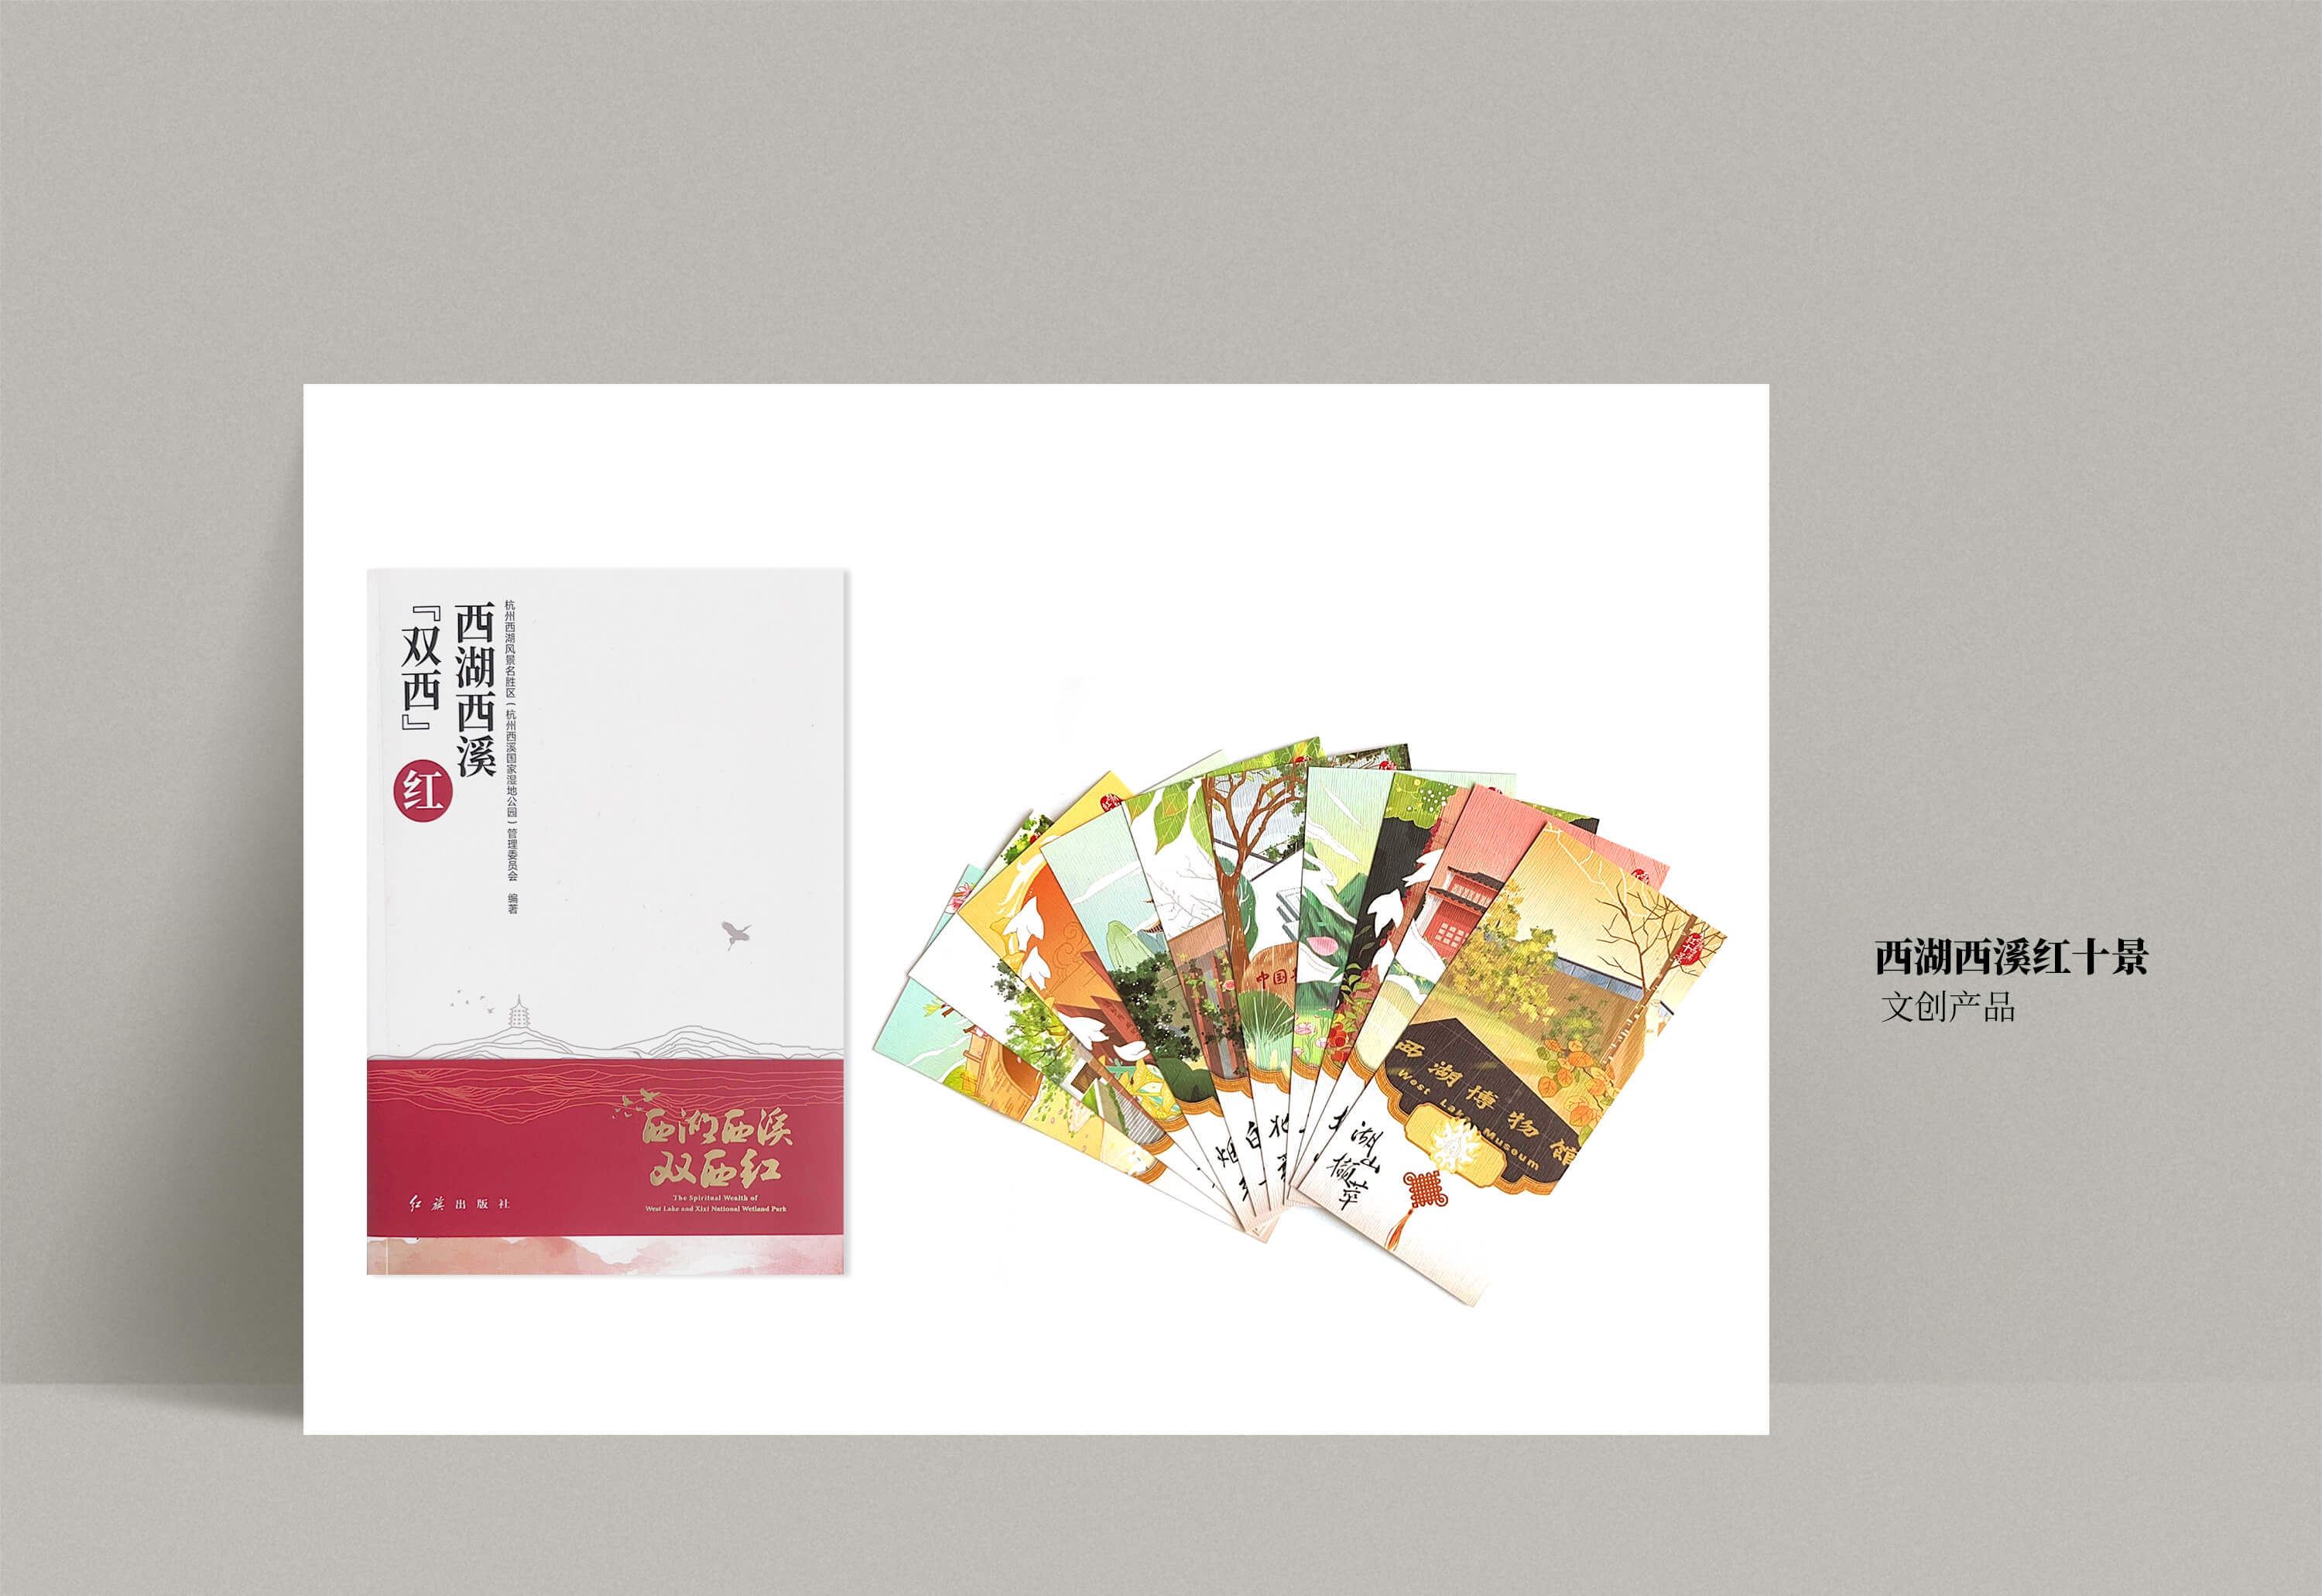 杭州西湖风景名胜区（杭州西溪国家湿地公园）管理委员会 编著
西湖西溪
『双西』
红
西湖西溪
双西红
The Spiritual Wealth of
West Lake and Xixi National Wetland Park
红旗出版社
中国
西湖博物馆
West Lake Museum
湖山
撷萃
西湖西溪红十景
文创产品